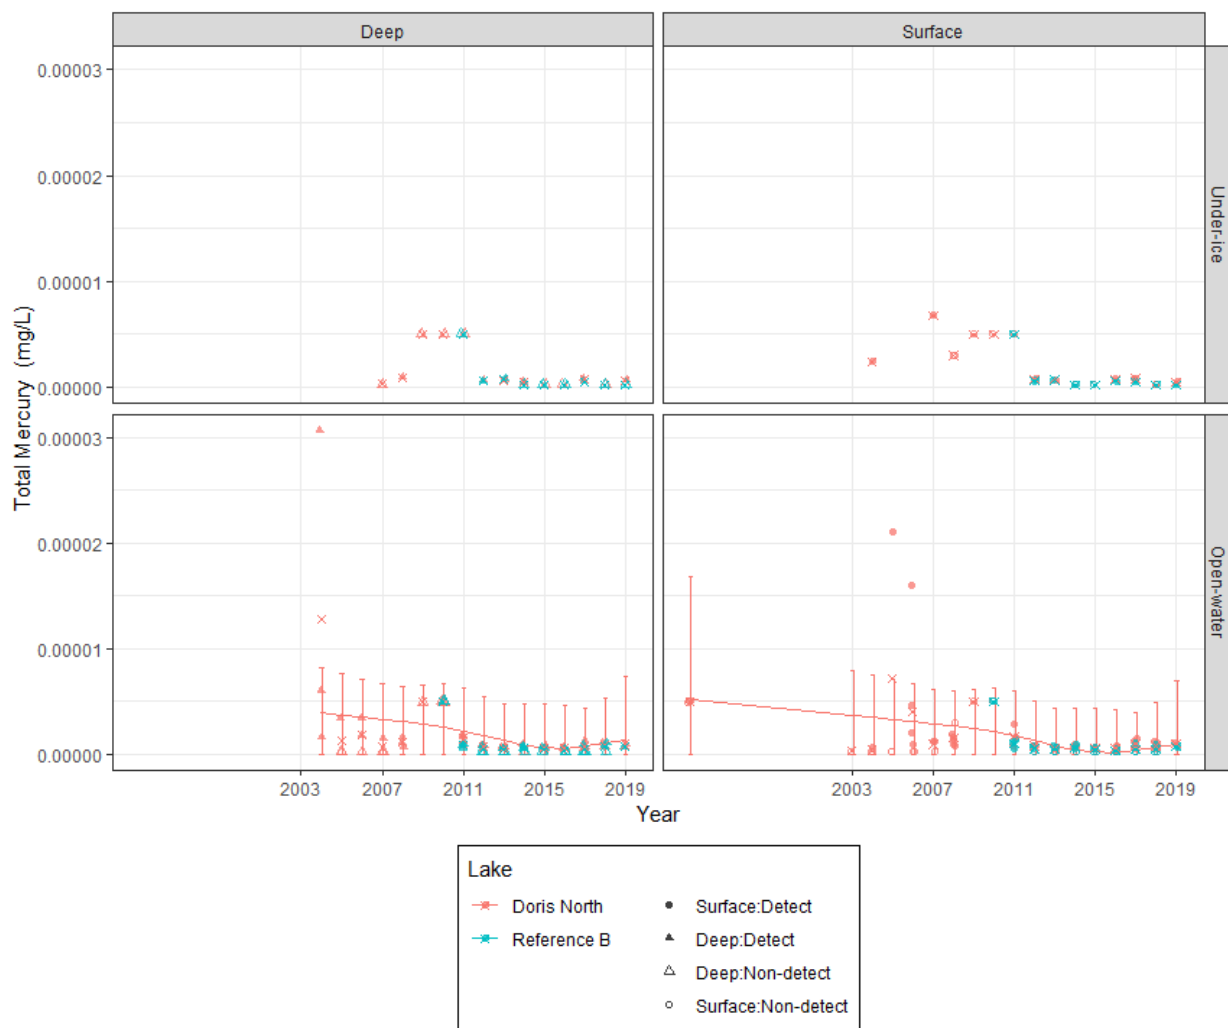 Deep
Surface
Total Mercury (mg/L)
0.00003
0.00002
0.00001
0.00000
Under-ice
0.00003
0.00002
0.00001
0.00000
Open-water
2003 2007 2011 2015 2019
2003 2007 2011 2015 2019
Year
Lake
Doris North
Reference B
Surface:Detect
Deep:Detect
Deep:Non-detect
Surface:Non-detect